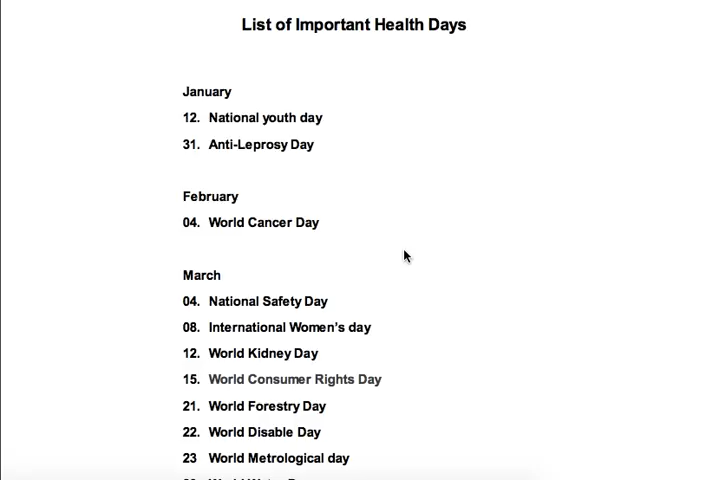 List of Important Health Days
January
12. National youth day
31. Anti-Leprosy Day
February
04. World Cancer Day
March
04. National Safety Day
08. International Women's day
12. World Kidney Day
15. World Consumer Rights Day
21. World Forestry Day
22. World Disable Day
23 World Metrological day